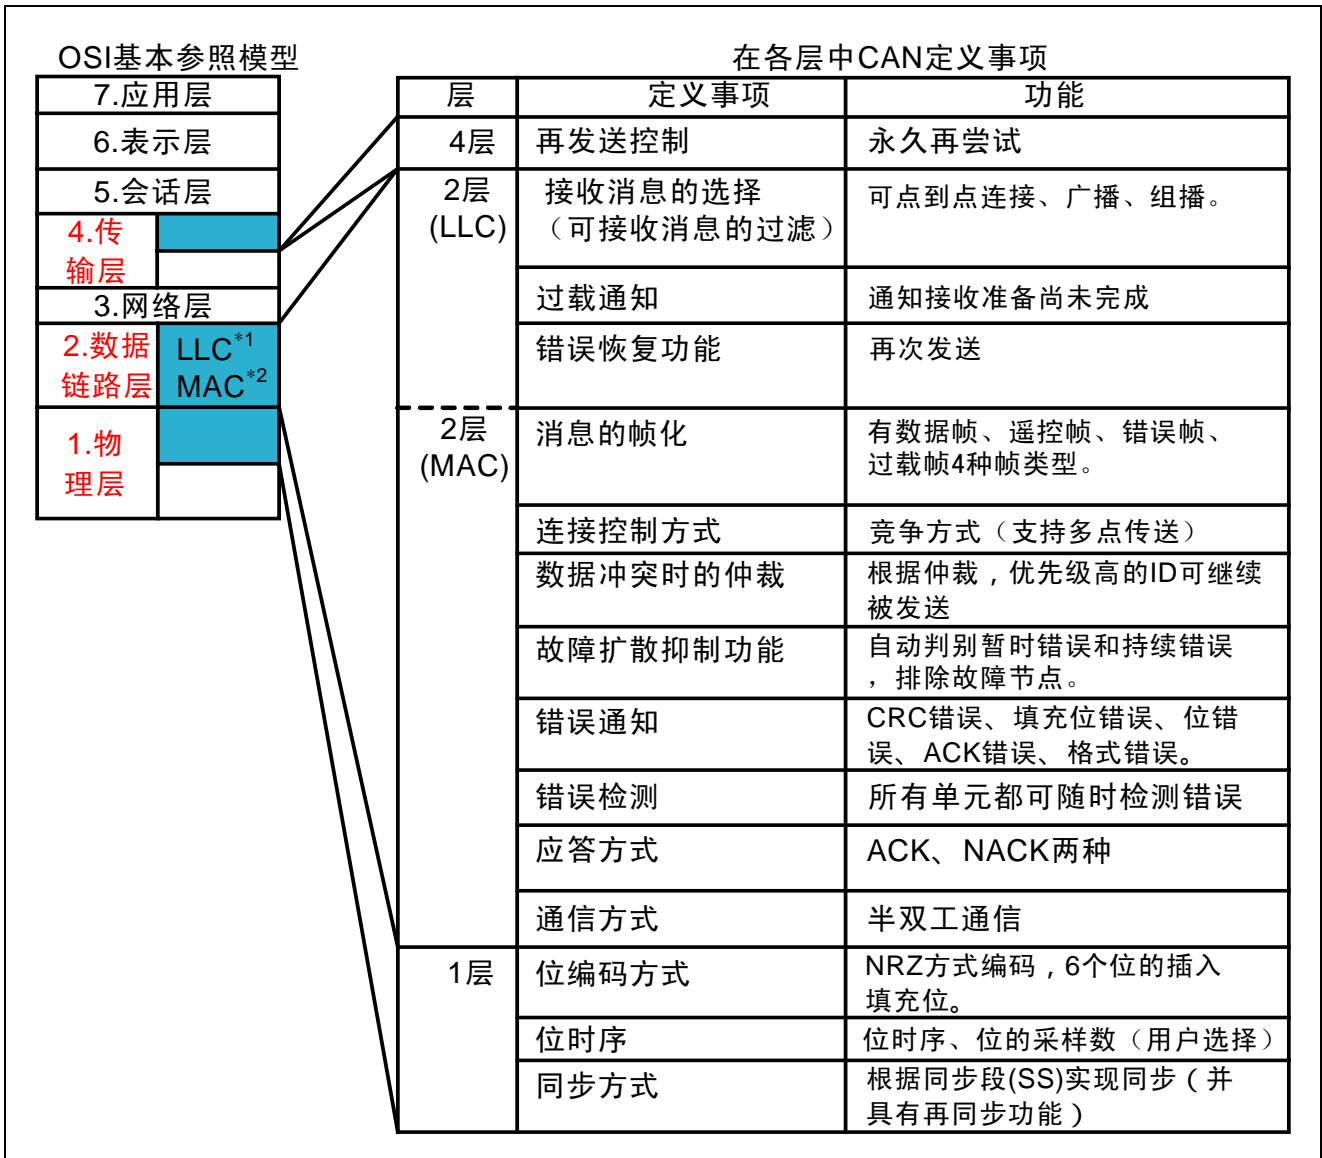 OSI基本参照模型
7.应用层
6.表示层
5.会话层
4.传
输层
3.网络层
2.数据
链路层
LLC*1
MAC*2
1.物
理层
在各层中CAN定义事项
层 定义事项 功能
4层 再发送控制 永久再尝试
2层
(LLC)
接收消息的选择
（可接收消息的过滤）
可点到点连接、广播、组播。
过载通知 通知接收准备尚未完成
错误恢复功能 再次发送
2层
(MAC)
消息的帧化
有数据帧、遥控帧、错误帧、
过载帧4种帧类型。
连接控制方式 竞争方式（支持多点传送）
数据冲突时的仲裁
根据仲裁，优先级高的ID可继续
被发送
故障扩散抑制功能
自动判别暂时错误和持续错误
，排除故障节点。
错误通知
CRC错误、填充位错误、位错
误、ACK错误、格式错误。
错误检测 所有单元都可随时检测错误
应答方式 ACK、NACK两种
通信方式 半双工通信
1层
位编码方式
NRZ方式编码，6个位的插入
填充位。
位时序 位时序、位的采样数（用户选择）
同步方式
根据同步段(SS)实现同步（并
具有再同步功能）